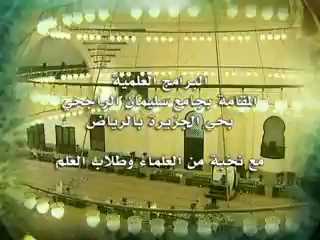 البرامج العلمية
المقامة بجامع سليمان الراجحي
بحي الجزيرة بالرياض
مع نخبة من العلماء وطلاب العلم